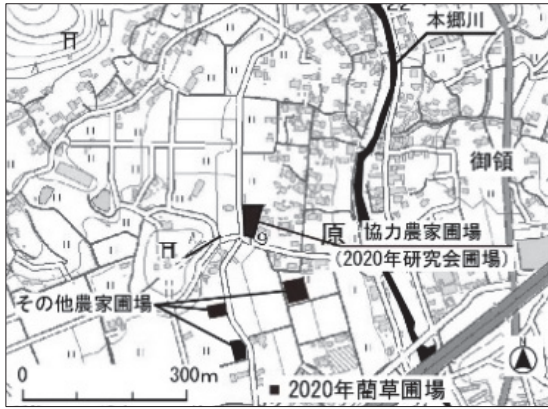 22
本郷川
御領
原
協力農家圃場
(2020年研究会圃場)
9
その他農家圃場
0 300m
N
■ 2020年藺草圃場